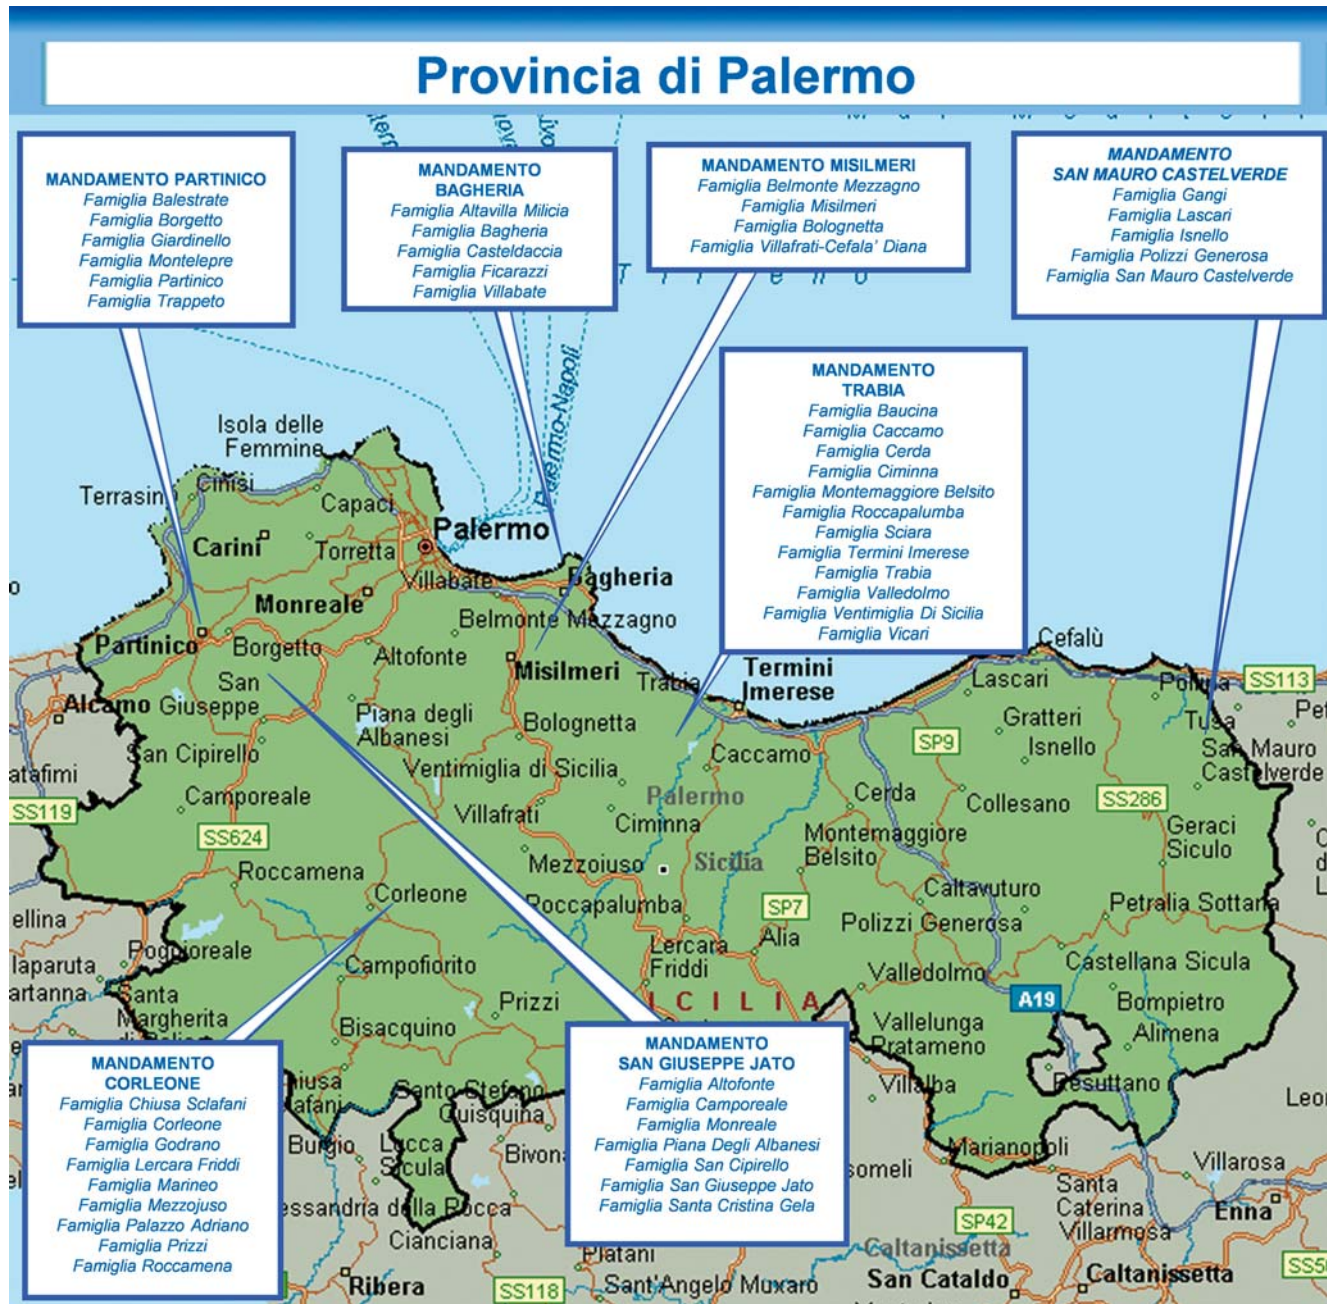 Provincia di Palermo
MANDAMENTO PARTINICO
Famiglia Balestrate
Famiglia Borgetto
Famiglia Giardinello
Famiglia Montelepre
Famiglia Partinico
Famiglia Trappeto
MANDAMENTO
BAGHERIA
Famiglia Altavilla Milicia
Famiglia Bagheria
Famiglia Casteldaccia
Famiglia Ficarazzi
Famiglia Villabate
MANDAMENTO MISILMERI
Famiglia Belmonte Mezzagno
Famiglia Misilmeri
Famiglia Bolognetta
Famiglia Villafrati-Cefala' Diana
MANDAMENTO
SAN MAURO CASTELVERDE
Famiglia Gangi
Famiglia Lascari
Famiglia Isnello
Famiglia Polizzi Generosa
Famiglia San Mauro Castelverde
MANDAMENTO
TRABIA
Famiglia Baucina
Famiglia Caccamo
Famiglia Cerda
Famiglia Ciminna
Famiglia Montemaggiore Belsito
Famiglia Roccapalumba
Famiglia Sciara
Famiglia Termini Imerese
Famiglia Trabia
Famiglia Valledolmo
Famiglia Ventimiglia Di Sicilia
Famiglia Vicari
Isola delle
Femmine
Terrasin
Cinisi
Capaci
Palermo
Carini
Torretta
Villabate
Bagheria
Monreale
Belmonte Mezzagno
Partinico
Borgetto
Altofonte
Misilmeri
Trabia
Termini
Imerese
Cefalù
Lascari
Pollina
SS113
Alcamo
San
Giuseppe
Piana degli
Albanesi
Bolognetta
Gratteri
Isnello
Tusa
San Mauro
Castelverde
San Cipirello
SP9
Caccamo
Ventimiglia di Sicilia
Camporeale
SS119
Villafrati
Palermo
Ciminna
Cerda
Collesano
SS286
SS624
Montemaggiore
Belsito
Geraci
Siculo
Mezzoiuso
Sicilia
Roccamena
Corleone
Roccapalumba
SP7
Caltavuturo
Polizzi Generosa
Petralia Sottana
Poggioreale
Lercara
Friddi
Alia
Campofiorito
Valledolmo
Castellana Sicula
Santa
Margherita
Prizzi
ICILIA
A19
Bompietro
Alimena
Bisacquino
Vallelunga
Pratameno
Villalba
Resuttano
Santo Stefano
Quisquina
Burgio
Lucca
Sicula
Marianopoli
Villarosa
Santa
Caterina
Villarmosa
Enna
SP42
Cianciana
Platani
Caltanissetta
San Cataldo
Caltanissetta
Ribera
SS118
Sant'Angelo Muxaro
MANDAMENTO
CORLEONE
Famiglia Chiusa Sclafani
Famiglia Corleone
Famiglia Godrano
Famiglia Lercara Friddi
Famiglia Marineo
Famiglia Mezzojuso
Famiglia Palazzo Adriano
Famiglia Prizzi
Famiglia Roccamena
MANDAMENTO
SAN GIUSEPPE JATO
Famiglia Altofonte
Famiglia Camporeale
Famiglia Monreale
Famiglia Piana Degli Albanesi
Famiglia San Cipirello
Famiglia San Giuseppe Jato
Famiglia Santa Cristina Gela